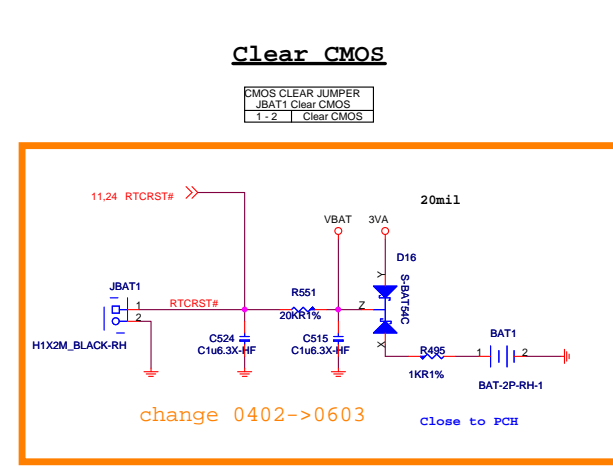 Clear CMOS
CMOS CLEAR JUMPER
JBAT1 Clear CMOS
1 - 2 Clear CMOS
11,24 RTCRST#
20mil
VBAT 3VA
D16
Y
S-BAT54C
JBAT1
R551
1 RTCRST#
20KR1%
Z
2
C524
C1u6.3X-HF
C515
C1u6.3X-HF
X
H1X2M_BLACK-RH
R495
1KR1%
BAT1
1 2
BAT-2P-RH-1
change 0402->0603
Close to PCH